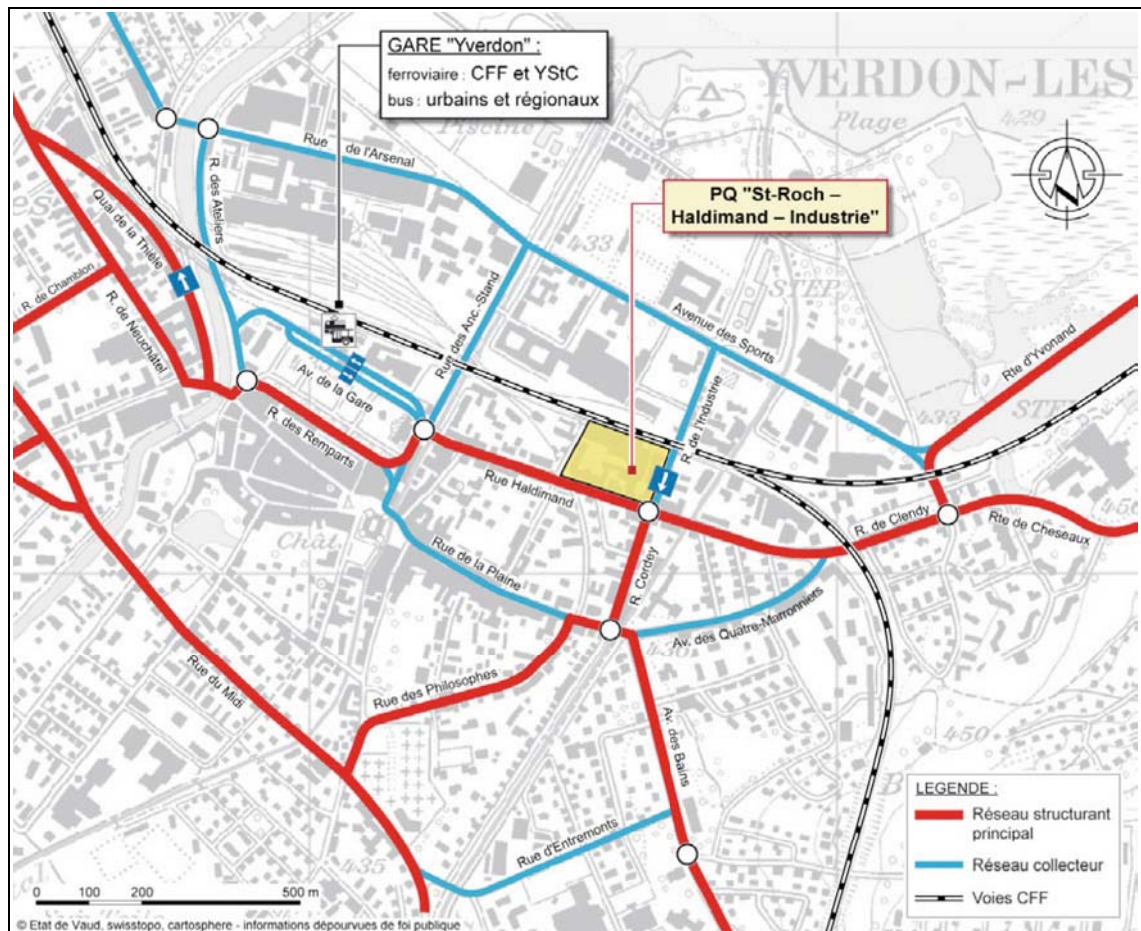 GARE "Yverdon" :
ferroviaire : CFF et YStC
bus : urbains et régionaux
YVERDON-LES
Plage
429
Piscine
Rue de l'Arsenal
R. des Ateliers
PQ "St-Roch –
Haldimand – Industrie"
433
STEP
Quai de la Thièle
R. de Chamblon
R. de Neuchâtel
Rue des Anc.-Stand
Avenue des Sports
Rte d'Yvonand
Av. de la Gare
R. de l'Industrie
433
STEP
R. des Remparts
Rue Haldimand
R. de Clendy
Rte de Cheseaux
450
Chât.
Rue de la Plaine
R. Cordey
Av. des Quatre-Marronniers
436
Rue du Midi
Rue des Philosophes
Av. des Bains
450
LEGENDE :
Réseau structurant
principal
Réseau collecteur
Voies CFF
Rue d'Entremonts
435
0 100 200 500 m
© Etat de Vaud, swisstopo, cartosphere - informations dépourvues de foi publique